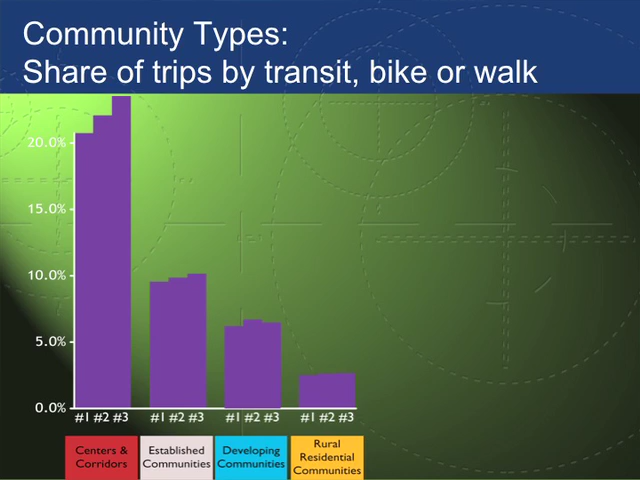 Community Types:
Share of trips by transit, bike or walk
20.0%
15.0%
10.0%
5.0%
0.0%
#1 #2 #3 #1 #2 #3 #1 #2 #3 #1 #2 #3
Centers &
Corridors
Established
Communities
Developing
Communities
Rural
Residential
Communities